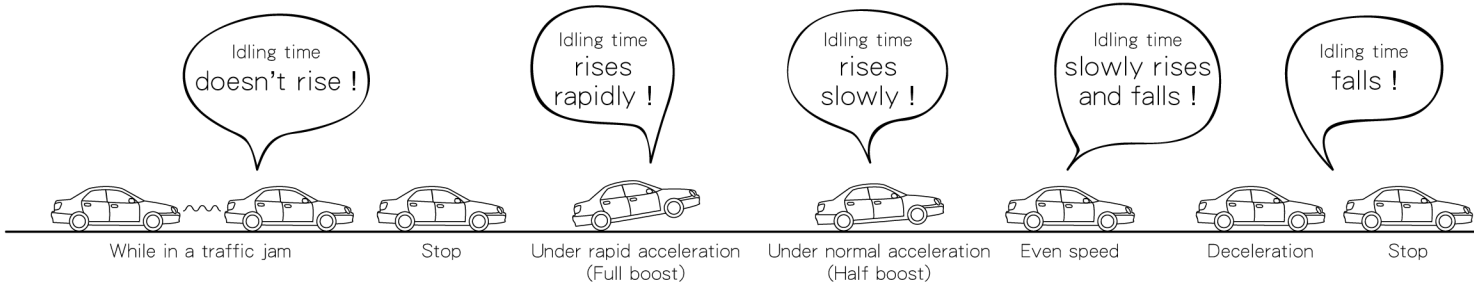 Idling time
doesn't rise !
Idling time
rises
rapidly !
Idling time
rises
slowly !
Idling time
slowly rises
and falls !
Idling time
falls !
While in a traffic jam
Stop
Under rapid acceleration
(Full boost)
Under normal acceleration
(Half boost)
Even speed
Deceleration
Stop